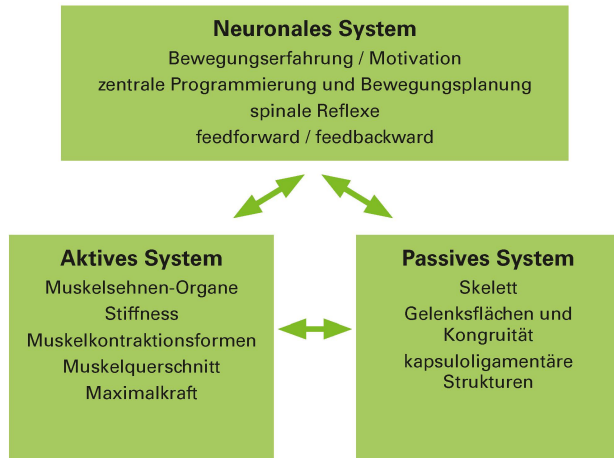 Neuronales System
Bewegungserfahrung / Motivation
zentrale Programmierung und Bewegungsplanung
spinale Reflexe
feedforward / feedbackward
Aktives System
Muskelsehnen-Organe
Stiffness
Muskelkontraktionsformen
Muskelquerschnitt
Maximalkraft
Passives System
Skelett
Gelenksflächen und
Kongruität
kapsuloligamentäre
Strukturen